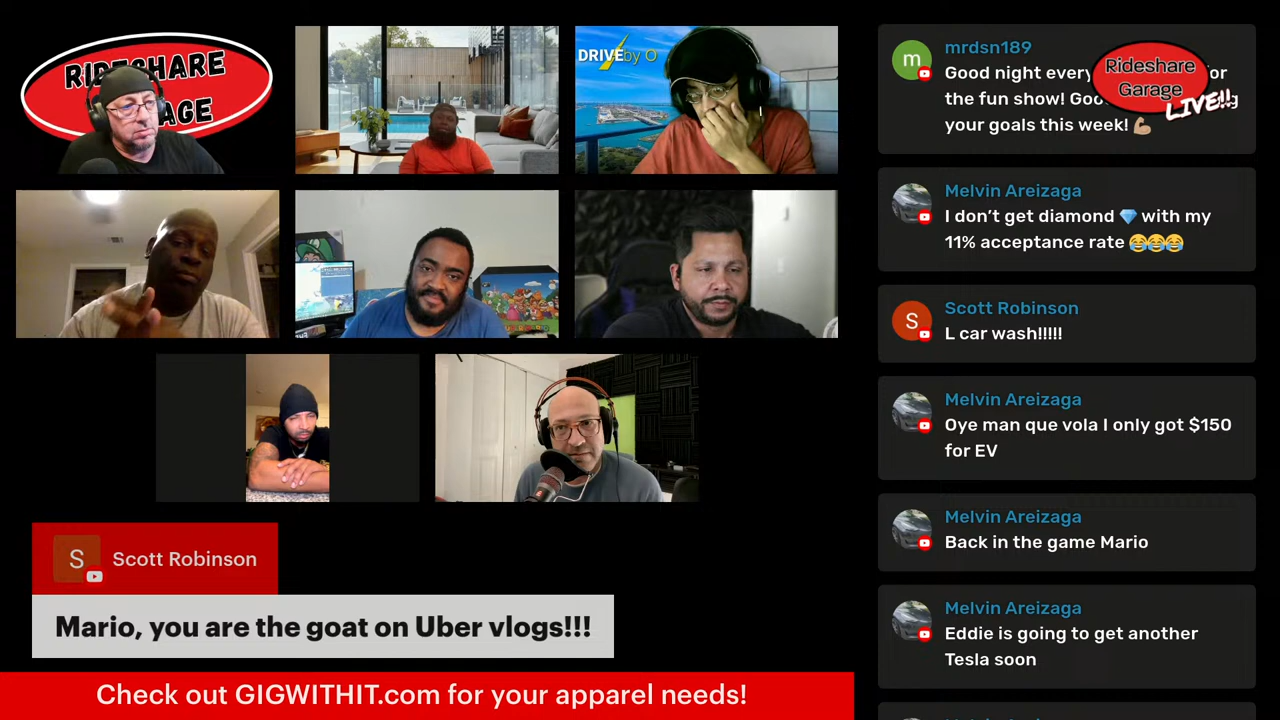 RIDESHARE
GARAGE
DRIVE by O
Scott Robinson
Mario, you are the goat on Uber vlogs!!!
Check out GIGWITHIT.com for your apparel needs!
mrdsn189
Good night every
the fun show! Goo
your goals this week! 💪🏼
Rideshare
Garage
LIVE!!
Melvin Areizaga
I don’t get diamond 💎 with my
11% acceptance rate 😂😂😂
Scott Robinson
L car wash!!!!!
Melvin Areizaga
Oye man que vola I only got $150
for EV
Melvin Areizaga
Back in the game Mario
Melvin Areizaga
Eddie is going to get another
Tesla soon